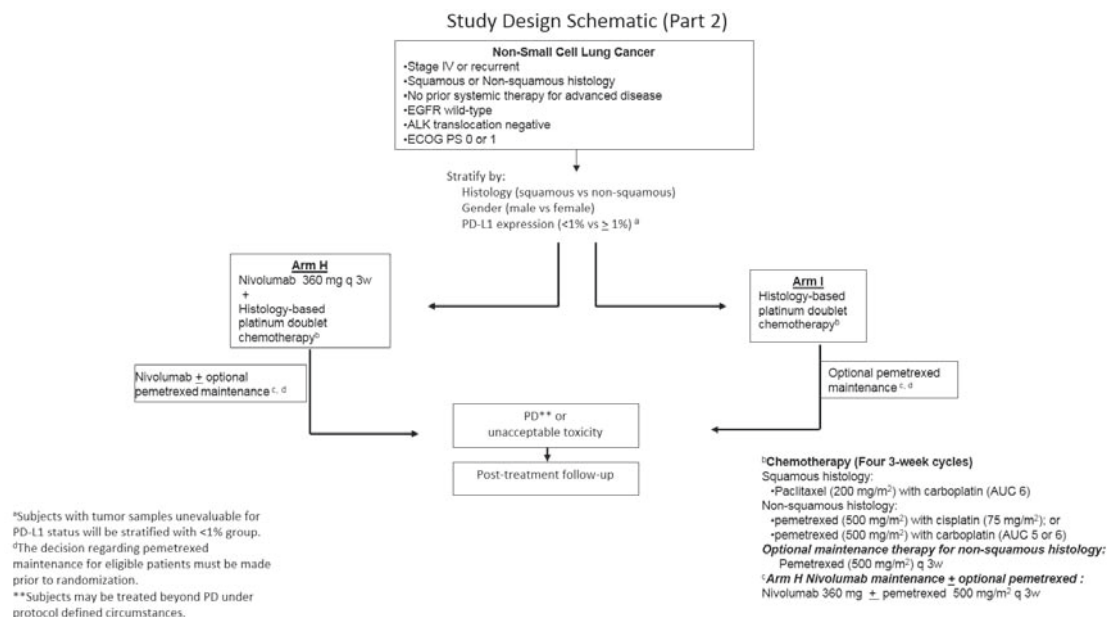 Study Design Schematic (Part 2)
Non-Small Cell Lung Cancer
•Stage IV or recurrent
•Squamous or Non-squamous histology
•No prior systemic therapy for advanced disease
•EGFR wild-type
•ALK translocation negative
•ECOG PS 0 or 1
Stratify by:
Histology (squamous vs non-squamous)
Gender (male vs female)
PD-L1 expression (<1% vs ≥ 1%) a
Arm H
Nivolumab 360 mg q 3w
+
Histology-based
platinum doublet
chemotherapyb
Arm I
Histology-based
platinum doublet
chemotherapyb
Nivolumab ± optional
pemetrexed maintenance c, d
Optional pemetrexed
maintenance c, d
PD** or
unacceptable toxicity
Post-treatment follow-up
aSubjects with tumor samples unevaluable for
PD-L1 status will be stratified with <1% group.
dThe decision regarding pemetrexed
maintenance for eligible patients must be made
prior to randomization.
**Subjects may be treated beyond PD under
protocol defined circumstances.
bChemotherapy (Four 3-week cycles)
Squamous histology:
•Paclitaxel (200 mg/m2) with carboplatin (AUC 6)
Non-squamous histology:
•pemetrexed (500 mg/m2) with cisplatin (75 mg/m2); or
•pemetrexed (500 mg/m2) with carboplatin (AUC 5 or 6)
Optional maintenance therapy for non-squamous histology:
Pemetrexed (500 mg/m2) q 3w
cArm H Nivolumab maintenance ± optional pemetrexed :
Nivolumab 360 mg ± pemetrexed 500 mg/m2 q 3w